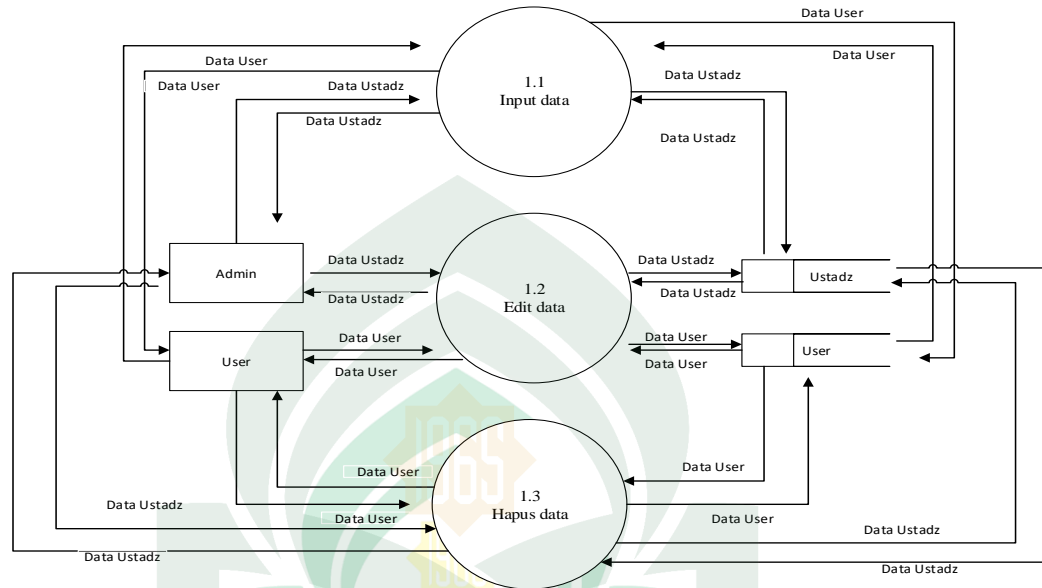 Data User
Data User
Data User
Data User
Data Ustadz
Data Ustadz
1.1
Input data
Data Ustadz
Data Ustadz
Admin
Data Ustadz
Data Ustadz
1.2
Edit data
Data Ustadz
Data Ustadz
Ustadz
User
Data User
Data User
Data User
Data User
User
Data User
Data User
1.3
Hapus data
Data Ustadz
Data User
Data User
Data Ustadz
Data Ustadz
Data Ustadz
1985